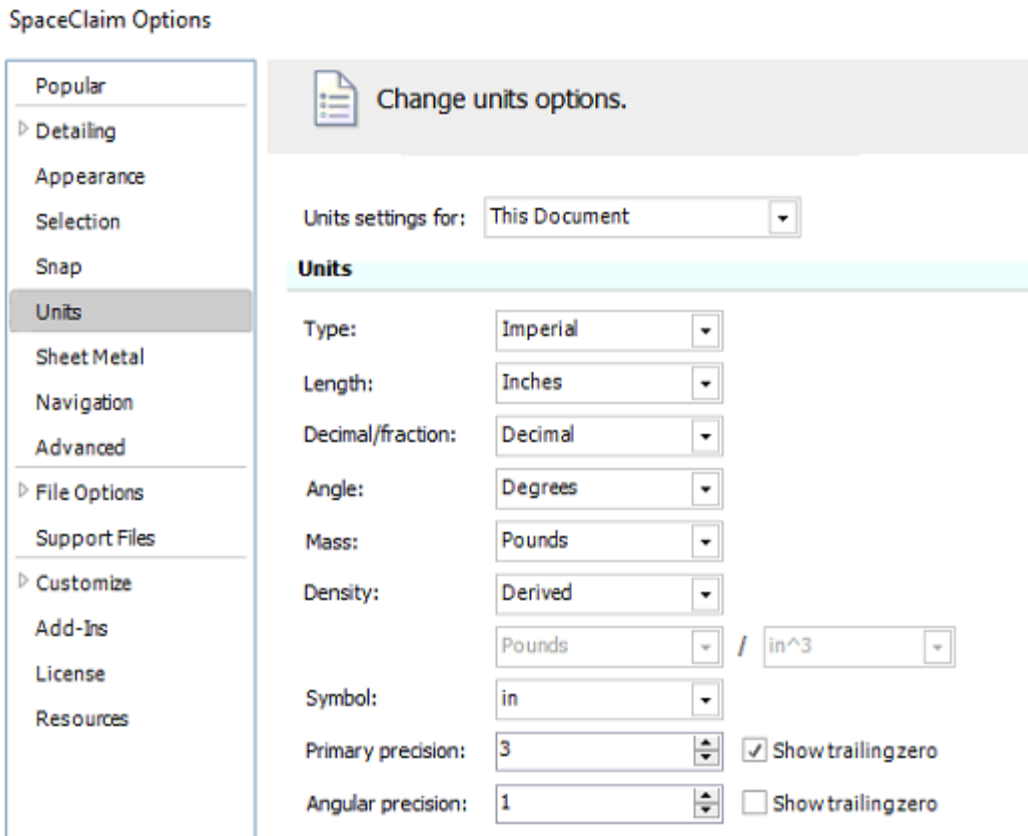 SpaceClaim Options
Popular
Detailing
Appearance
Selection
Snap
Units
Sheet Metal
Navigation
Advanced
File Options
Support Files
Customize
Add-Ins
License
Resources
Change units options.
Units settings for: This Document
Units
Type: Imperial
Length: Inches
Decimal/fraction: Decimal
Angle: Degrees
Mass: Pounds
Density: Derived
Pounds / in^3
Symbol: in
Primary precision: 3 Show trailing zero
Angular precision: 1 Show trailing zero